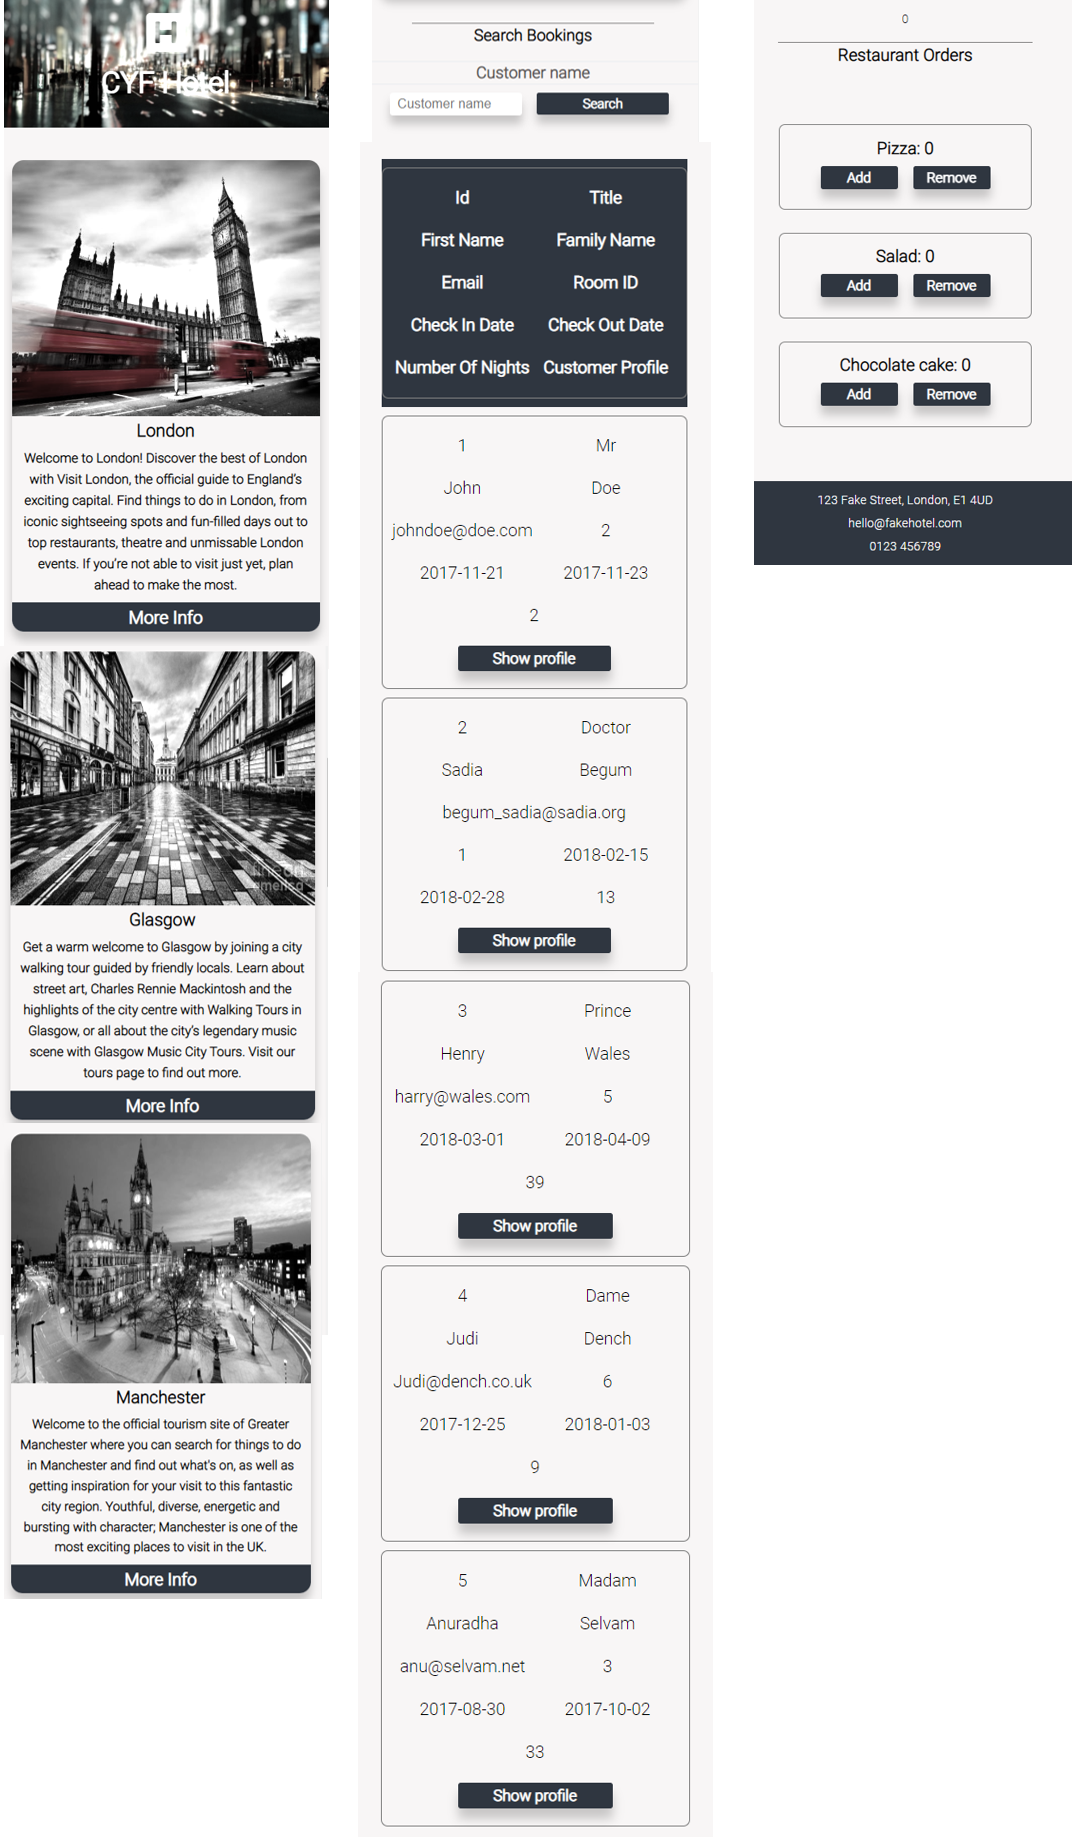 H
CYF Hotel
London
Welcome to London! Discover the best of London
with Visit London, the official guide to England's
exciting capital. Find things to do in London, from
iconic sightseeing spots and fun-filled days out to
top restaurants, theatre and unmissable London
events. If you're not able to visit just yet, plan
ahead to make the most.
More Info
Glasgow
Get a warm welcome to Glasgow by joining a city
walking tour guided by friendly locals. Learn about
street art, Charles Rennie Mackintosh and the
highlights of the city centre with Walking Tours in
Glasgow, or all about the city's legendary music
scene with Glasgow Music City Tours. Visit our
tours page to find out more.
More Info
Manchester
Welcome to the official tourism site of Greater
Manchester where you can search for things to do
in Manchester and find out what's on, as well as
getting inspiration for your visit to this fantastic
city region. Youthful, diverse, energetic and
bursting with character; Manchester is one of the
most exciting places to visit in the UK.
More Info
Search Bookings
Customer name
Customer name Search
Id Title
First Name Family Name
Email Room ID
Check In Date Check Out Date
Number Of Nights Customer Profile
1 Mr
John Doe
johndoe@doe.com 2
2017-11-21 2017-11-23
2
Show profile
2 Doctor
Sadia Begum
begum_sadia@sadia.org
1 2018-02-15
2018-02-28 13
Show profile
3 Prince
Henry Wales
harry@wales.com 5
2018-03-01 2018-04-09
39
Show profile
4 Dame
Judi Dench
Judi@dench.co.uk 6
2017-12-25 2018-01-03
9
Show profile
5 Madam
Anuradha Selvam
anu@selvam.net 3
2017-08-30 2017-10-02
33
Show profile
0
Restaurant Orders
Pizza: 0
Add Remove
Salad: 0
Add Remove
Chocolate cake: 0
Add Remove
123 Fake Street, London, E1 4UD
hello@fakehotel.com
0123 456789